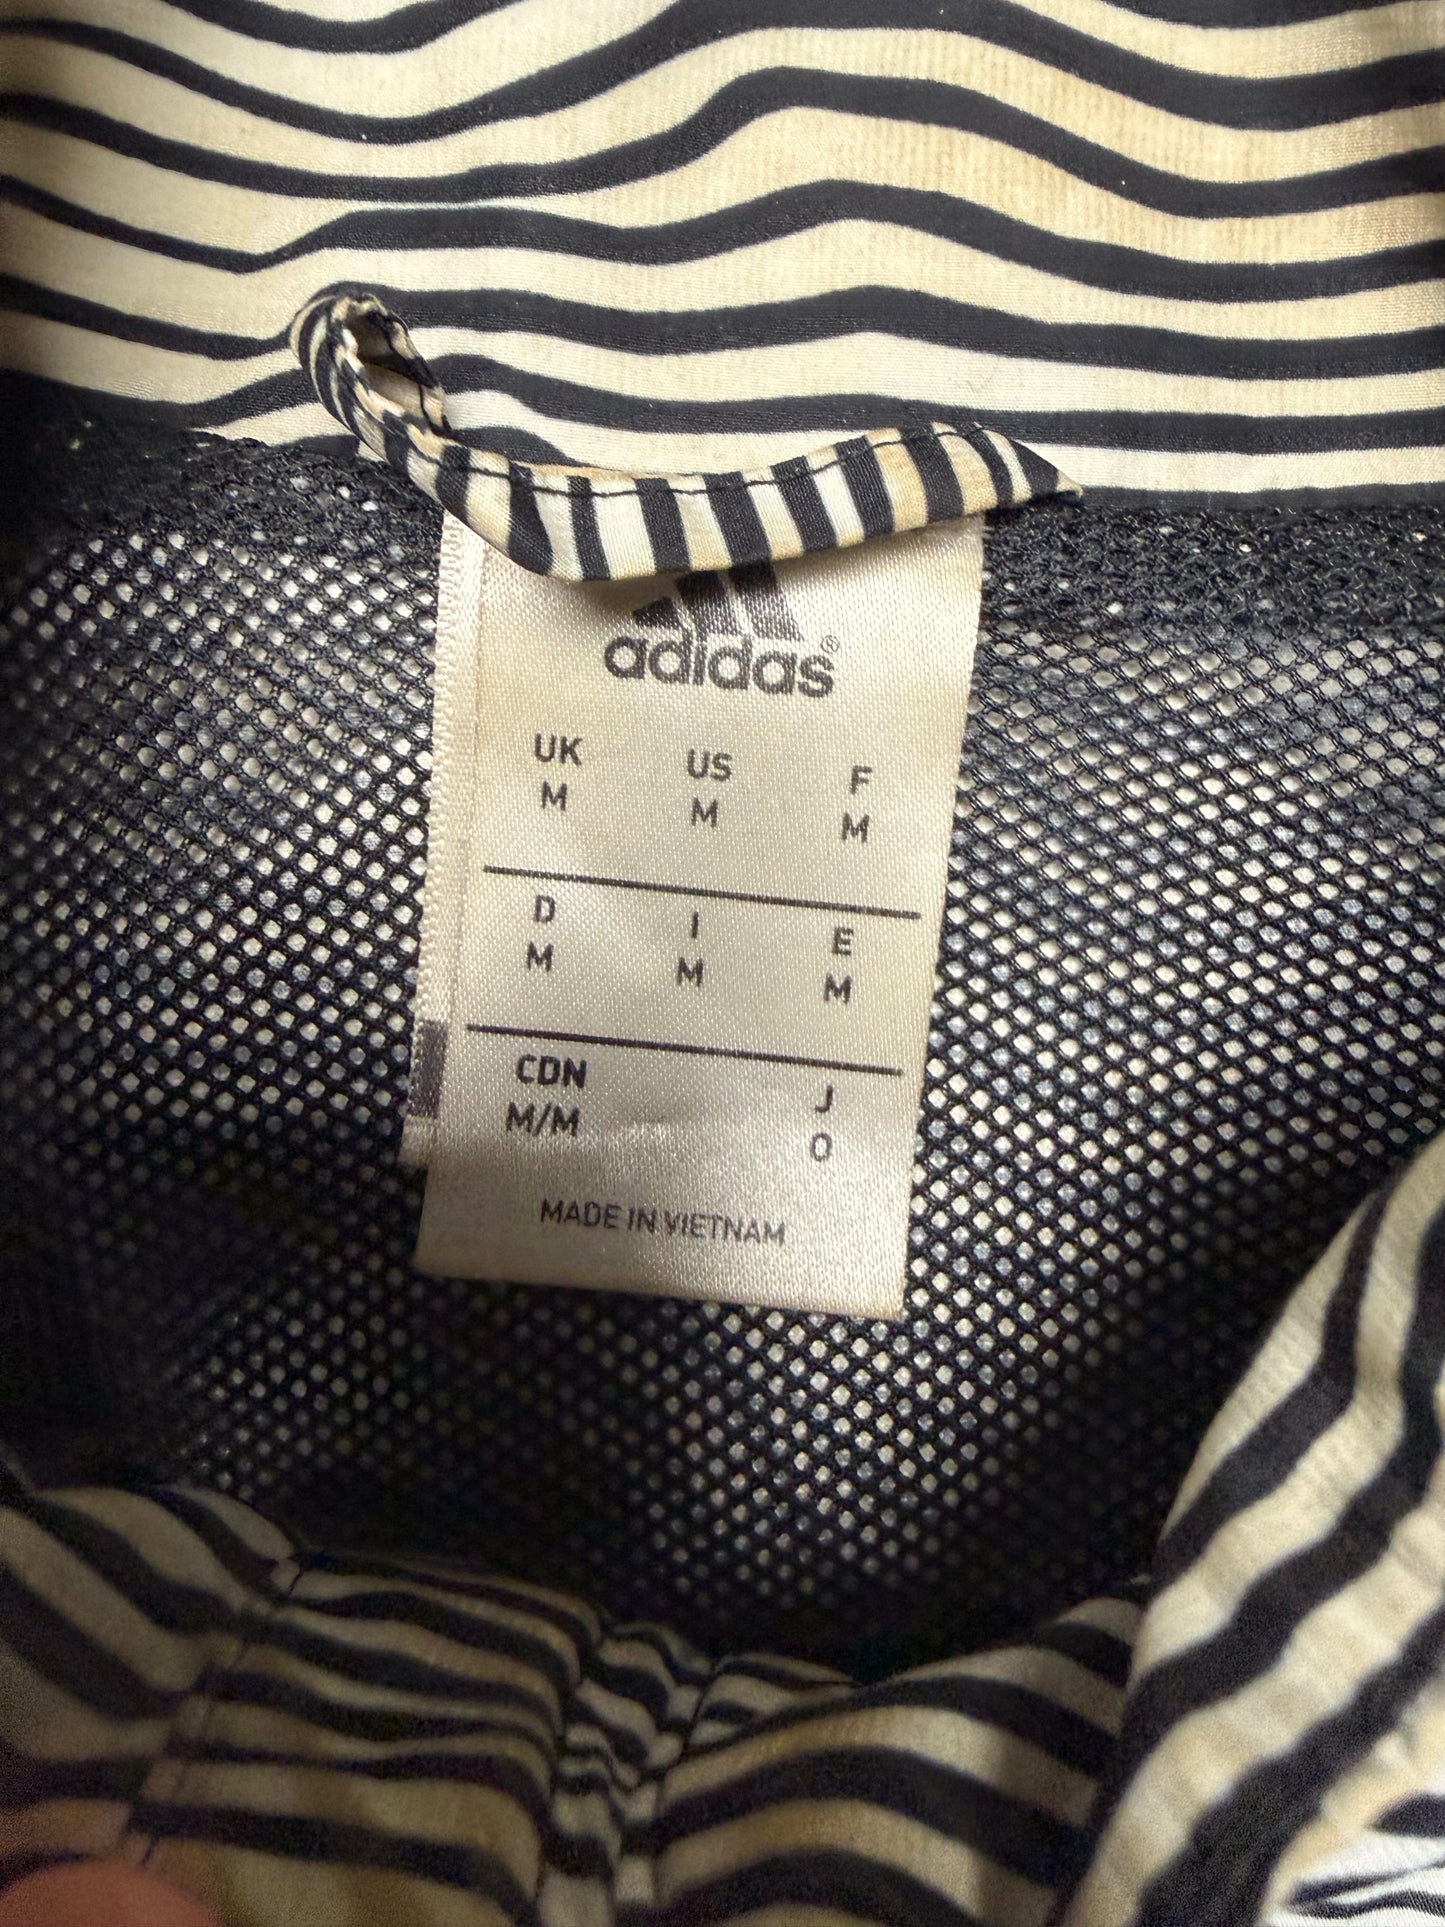 adidas®
UK US F
M M M
D I E
M M M
CDN J
M/M O
MADE IN VIETNAM